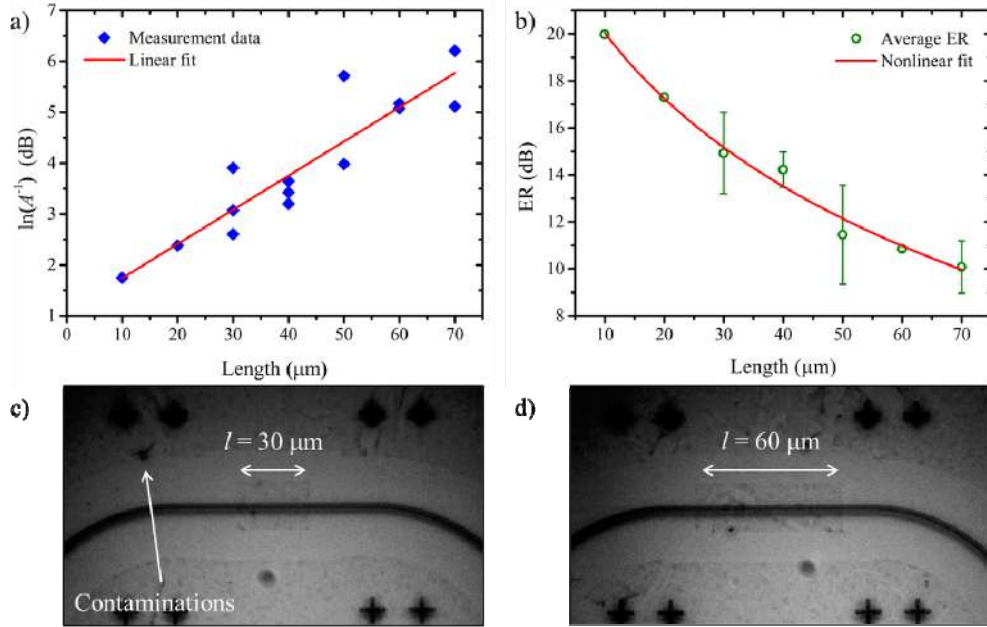 a)
Measurement data
Linear fit
ln(A⁻¹) (dB)
7
6
5
4
3
2
1
0 10 20 30 40 50 60 70
Length (μm)
b)
Average ER
Nonlinear fit
ER (dB)
20
18
16
14
12
10
8
10 20 30 40 50 60 70
Length (μm)
c)
l = 30 μm
Contaminations
d)
l = 60 μm